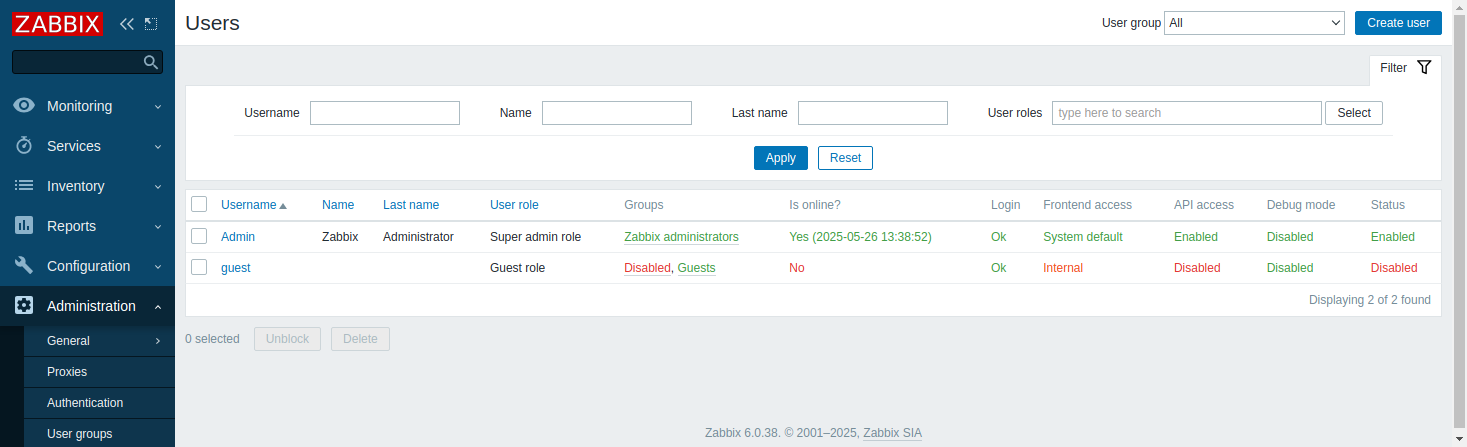 ZABBIX
Monitoring
Services
Inventory
Reports
Configuration
Administration
General
Proxies
Authentication
User groups
Users
User group All Create user
Filter
Username Name Last name User roles type here to search Select
Apply Reset
Username Name Last name User role Groups Is online? Login Frontend access API access Debug mode Status
Admin Zabbix Administrator Super admin role Zabbix administrators Yes (2025-05-26 13:38:52) Ok System default Enabled Disabled Enabled
guest Guest role Disabled, Guests No Ok Internal Disabled Disabled Disabled
Displaying 2 of 2 found
0 selected Unblock Delete
Zabbix 6.0.38. © 2001–2025, Zabbix SIA